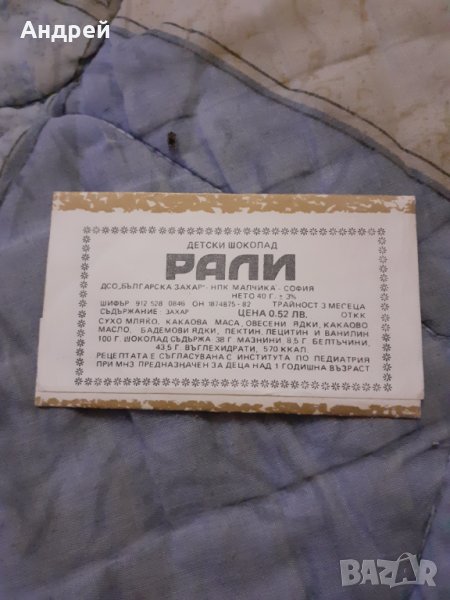 Андрей
ДЕТСКИ ШОКОЛАД
РАЛИ
ДСО „БЪЛГАРСКА ЗАХАР" - НПК „МАЛЧИКА" - СОФИЯ
НЕТО 40 Г. ± 3%
ШИФЪР 912 528 0846 ОН 1874875 - 82 ТРАЙНОСТ 3 МЕСЕЦА
СЪДЪРЖАНИЕ: ЗАХАР ЦЕНА 0.52 ЛВ. ОТКК
СУХО МЛЯКО, КАКАОВА МАСА, ОВЕСЕНИ ЯДКИ, КАКАОВО
МАСЛО, БАДЕМОВИ ЯДКИ, ПЕКТИН, ЛЕЦИТИН И ВАНИЛИН.
100 Г. ШОКОЛАД СЪДЪРЖА 38 Г. МАЗНИНИ 8,5 Г. БЕЛТЪЧИНИ,
43,5 Г. ВЪГЛЕХИДРАТИ, 570 ККАЛ.
РЕЦЕПТАТА Е СЪГЛАСУВАНА С ИНСТИТУТА ПО ПЕДИАТРИЯ
ПРИ МНЗ ПРЕДНАЗНАЧЕН ЗА ДЕЦА НАД 1 ГОДИШНА ВЪЗРАСТ
BAZAR